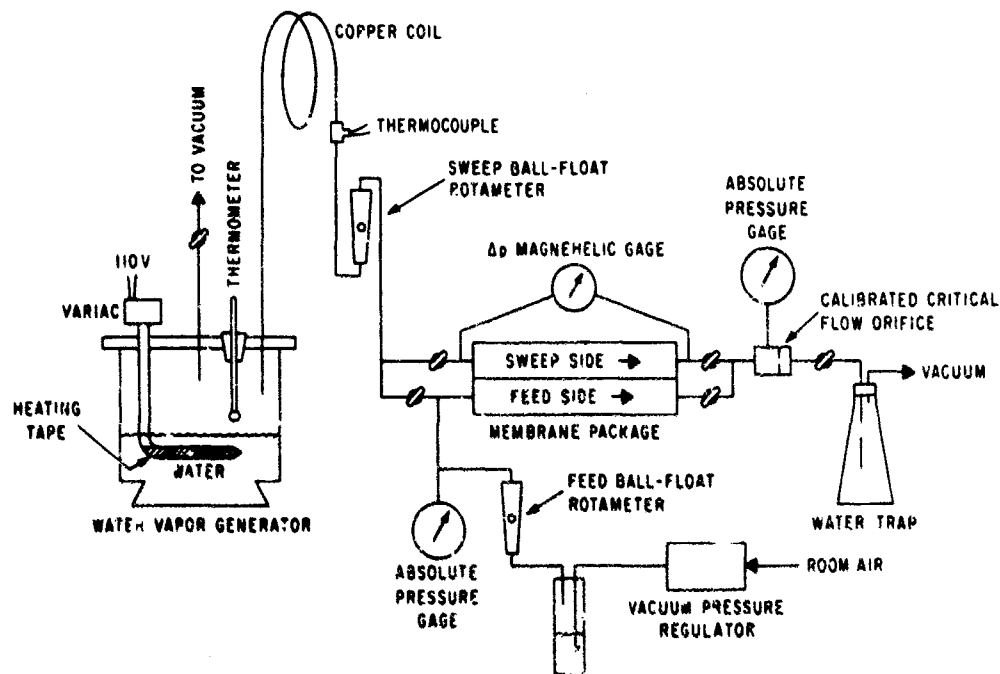 COPPER COIL
TO VACUUM
THERMOMETER
THERMOCOUPLE
SWEEP BALL-FLOAT
ROTAMETER
ABSOLUTE
PRESSURE
GAGE
110V
VARIAC
Δp MAGNEHELIC GAGE
CALIBRATED CRITICAL
FLOW ORIFICE
SWEEP SIDE
FEED SIDE
MEMBRANE PACKAGE
VACUUM
HEATING
TAPE
WATER
WATER VAPOR GENERATOR
FEED BALL-FLOAT
ROTAMETER
WATER TRAP
ABSOLUTE
PRESSURE
GAGE
ROOM AIR
VACUUM PRESSURE
REGULATOR